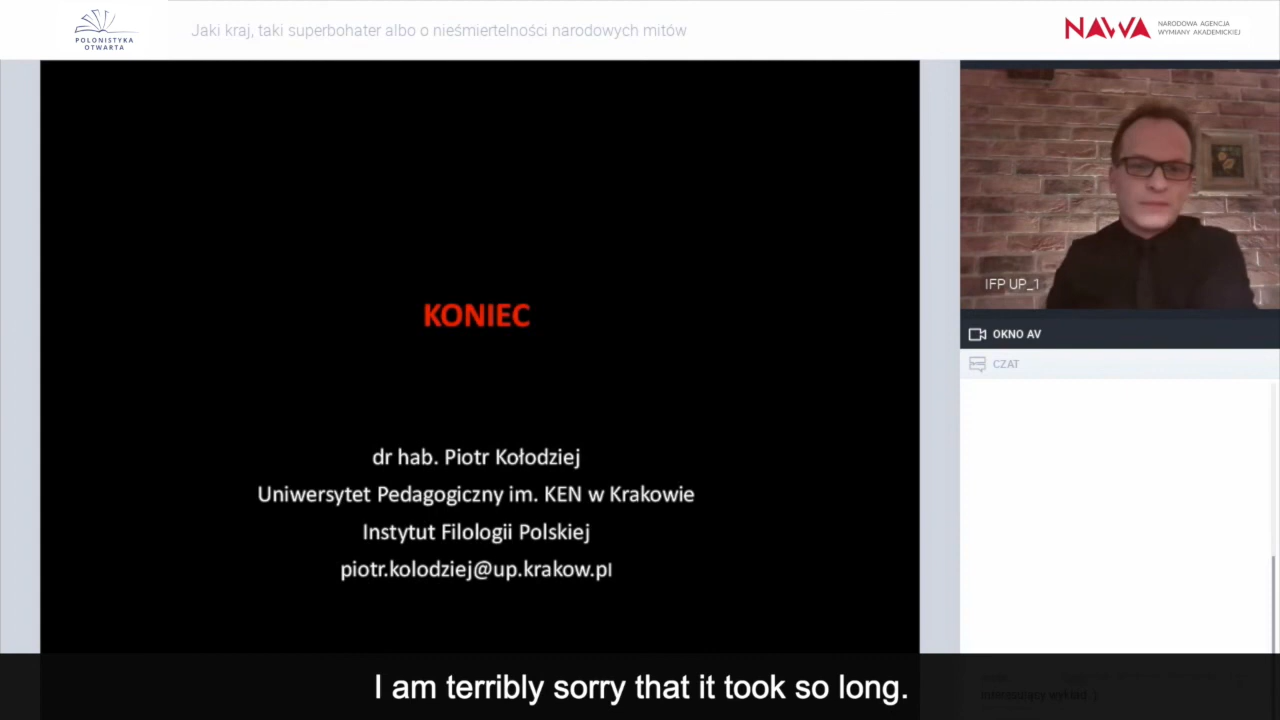 POLONISTYKA
OTWARTA
Jaki kraj, taki superbohater albo o nieśmiertelności narodowych mitów
NAWA
NARODOWA AGENCJA
WYMIANY AKADEMICKIEJ
KONIEC
dr hab. Piotr Kołodziej
Uniwersytet Pedagogiczny im. KEN w Krakowie
Instytut Filologii Polskiej
piotr.kolodziej@up.krakow.pl
IFP UP_1
OKNO AV
CZAT
I am terribly sorry that it took so long.